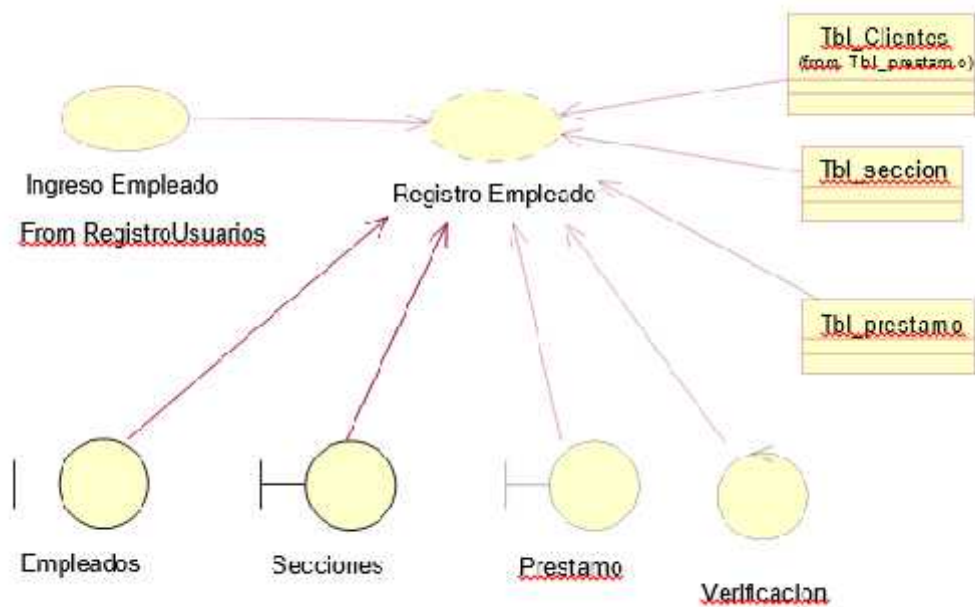 Tbl_Clientes
(from Tbl_prestamo)
Ingreso Empleado
From RegistroUsuarios
Registro Empleado
Tbl_seccion
Tbl_prestamo
Empleados
Secciones
Prestamo
Verificacion